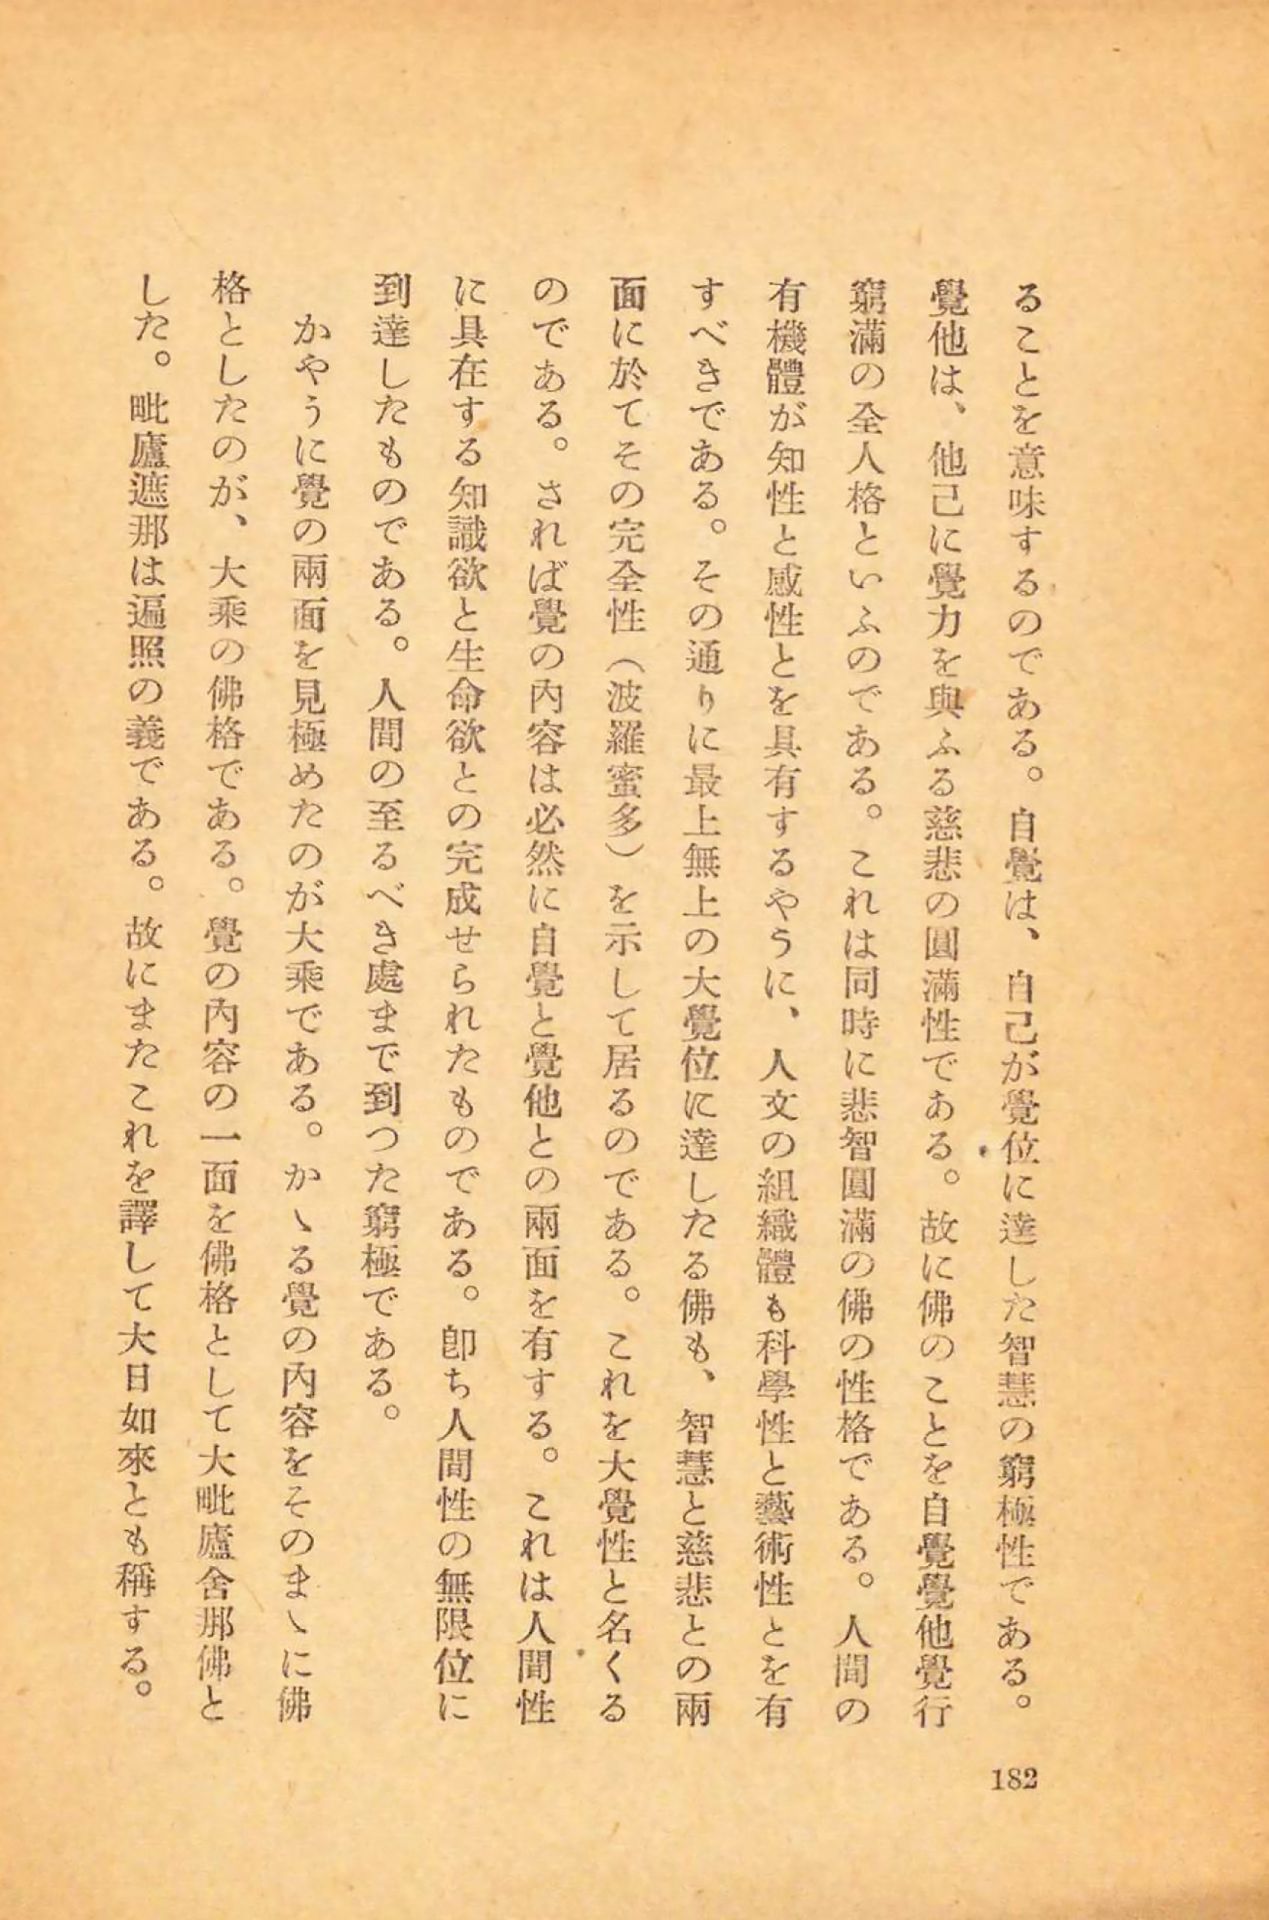 ることを意味するのである。自覺は、自己が覺位に達した智慧の窮極性である。
覺他は、他己に覺力を與ふる慈悲の圓滿性である。故に佛のことを自覺覺他覺行
窮滿の全人格といふのである。これは同時に悲智圓滿の佛の性格である。人間の
有機體が知性と感性とを具有するやうに、人文の組織體も科學性と藝術性とを有
すべきである。その通りに最上無上の大覺位に達したる佛も、智慧と慈悲との兩
面に於てその完全性（波羅蜜多）を示して居るのである。これを大覺性と名くる
のである。されば覺の內容は必然に自覺と覺他との兩面を有する。これは人間性
に具在する知識欲と生命欲との完成せられたものである。卽ち人間性の無限位に
到達したものである。人間の至るべき處まで到つた窮極である。
かやうに覺の兩面を見極めたのが大乘である。かゝる覺の內容をそのまゝに佛
格としたのが、大乘の佛格である。覺の內容の一面を佛格として大毗廬舍那佛と
した。毗廬遮那は遍照の義である。故にまたこれを譯して大日如來とも稱する。
182